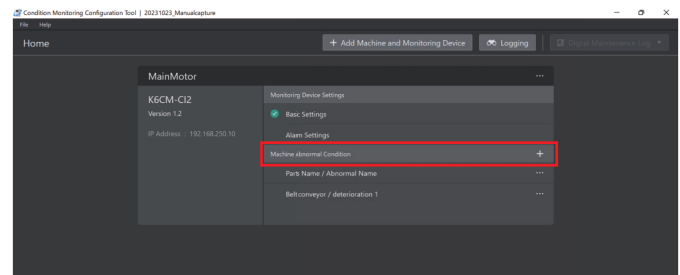 Condition Monitoring Configuration Tool | 20231023_Manualcapture
File Help
Home
+ Add Machine and Monitoring Device
Logging
Digital Maintenance Log
MainMotor
K6CM-CI2
Version 1.2
IP Address : 192.168.250.10
Monitoring Device Settings
Basic Settings
Alarm Settings
Machine abnormal Condition +
Parts Name / Abnormal Name
Beltconveyor / deterioration 1